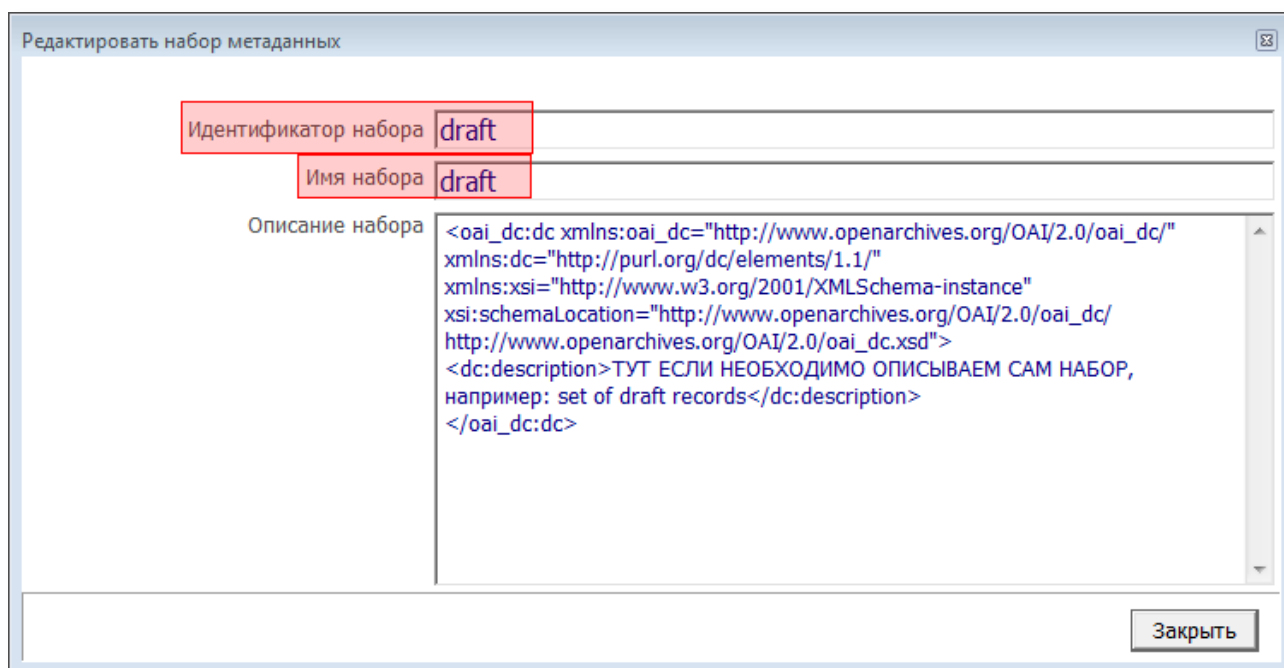 Редактировать набор метаданных
Идентификатор набора draft
Имя набора draft
Описание набора <oai_dc:dc xmlns:oai_dc="http://www.openarchives.org/OAI/2.0/oai_dc/"
xmlns:dc="http://purl.org/dc/elements/1.1/"
xmlns:xsi="http://www.w3.org/2001/XMLSchema-instance"
xsi:schemaLocation="http://www.openarchives.org/OAI/2.0/oai_dc/
http://www.openarchives.org/OAI/2.0/oai_dc.xsd">
<dc:description>ТУТ ЕСЛИ НЕОБХОДИМО ОПИСЫВАЕМ САМ НАБОР,
например: set of draft records</dc:description>
</oai_dc:dc>
Закрыть